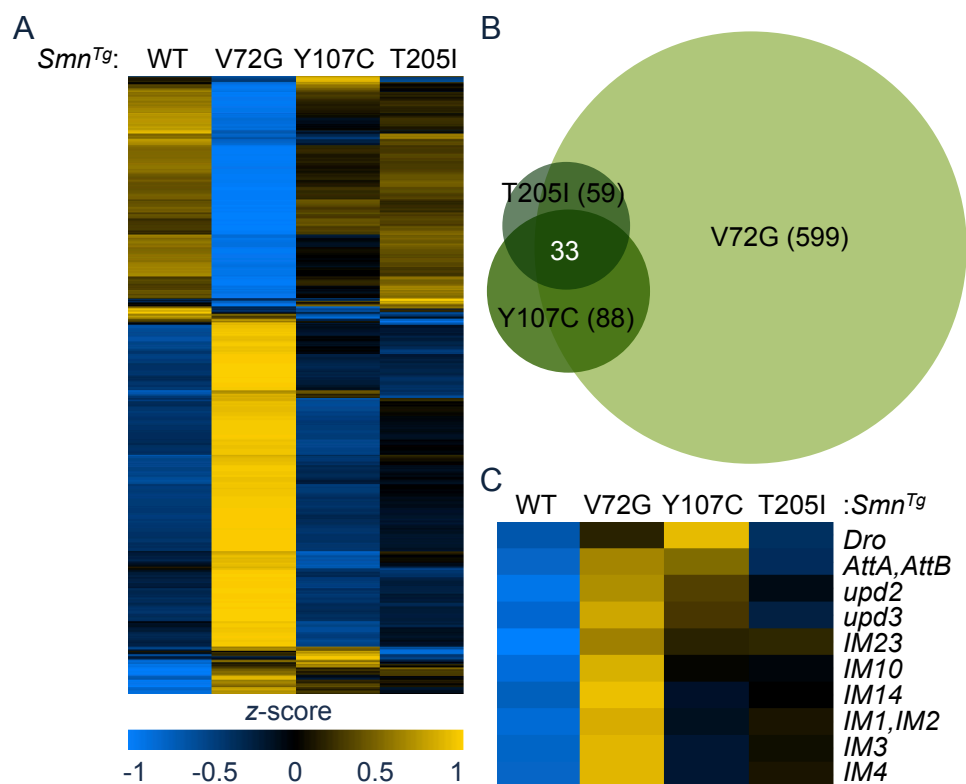 A
Smn^Tg: WT V72G Y107C T205I
z-score
-1 -0.5 0 0.5 1
B
T205I (59)
33
V72G (599)
Y107C (88)
C
WT V72G Y107C T205I :Smn^Tg
Dro
AttA,AttB
upd2
upd3
IM23
IM10
IM14
IM1,IM2
IM3
IM4